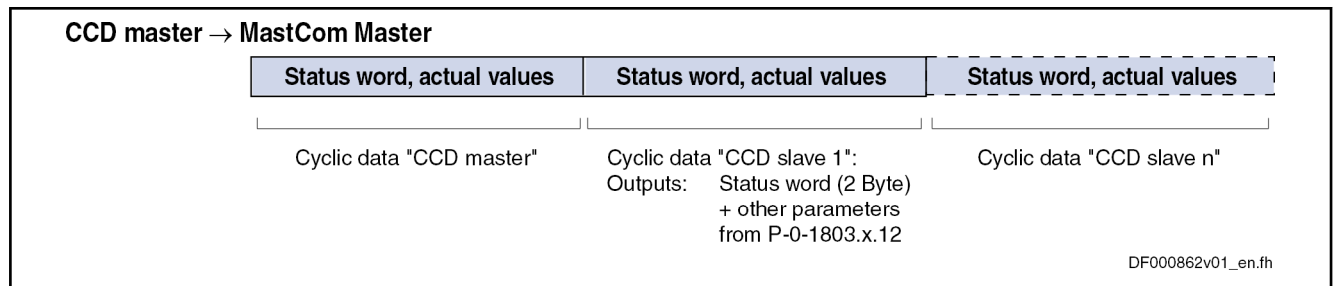 CCD master → MastCom Master
Status word, actual values Status word, actual values Status word, actual values
Cyclic data "CCD master"
Cyclic data "CCD slave 1":
Outputs: Status word (2 Byte)
+ other parameters
from P-0-1803.x.12
Cyclic data "CCD slave n"
DF000862v01_en.fh